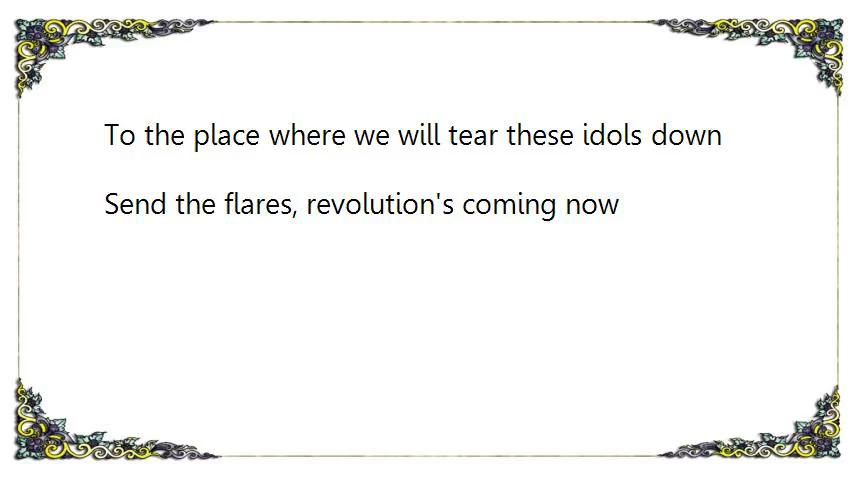 To the place where we will tear these idols down
Send the flares, revolution's coming now